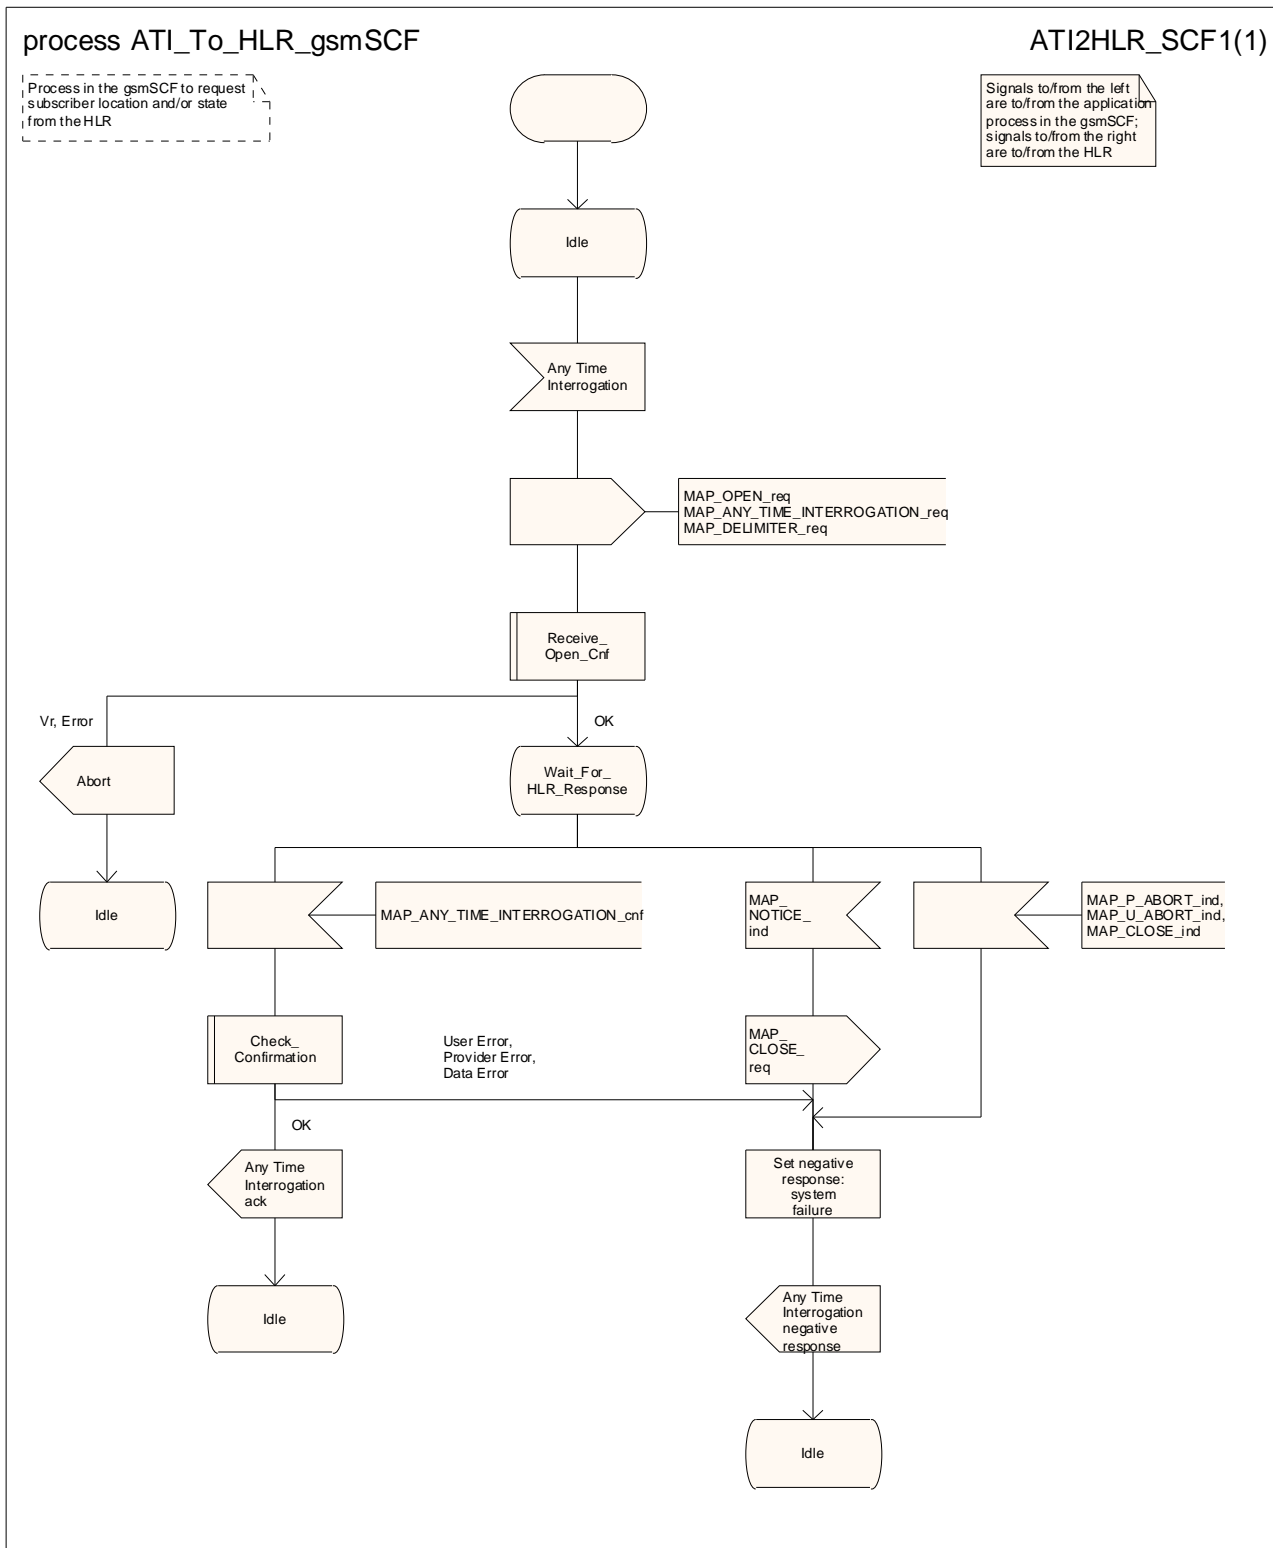 process ATI_To_HLR_gsmSCF
ATI2HLR_SCF1(1)
Process in the gsmSCF to request
subscriber location and/or state
from the HLR
Signals to/from the left
are to/from the application
process in the gsmSCF;
signals to/from the right
are to/from the HLR
Idle
Any Time
Interrogation
MAP_OPEN_req
MAP_ANY_TIME_INTERROGATION_req
MAP_DELIMITER_req
Receive_
Open_Cnf
Vr, Error
OK
Abort
Wait_For_
HLR_Response
Idle
MAP_ANY_TIME_INTERROGATION_cnf
MAP_
NOTICE_
ind
MAP_P_ABORT_ind,
MAP_U_ABORT_ind,
MAP_CLOSE_ind
Check_
Confirmation
User Error,
Provider Error,
Data Error
MAP_
CLOSE_
req
OK
Any Time
Interrogation
ack
Set negative
response:
system
failure
Idle
Any Time
Interrogation
negative
response
Idle